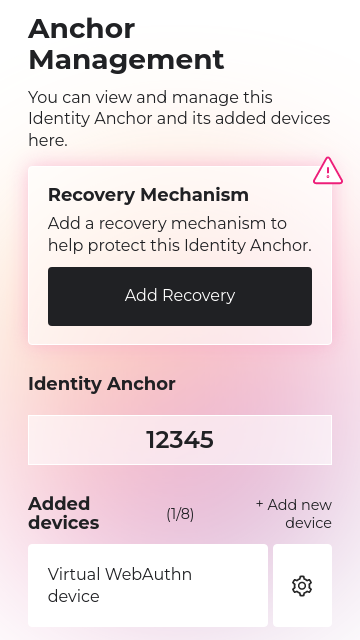 Anchor
Management
You can view and manage this
Identity Anchor and its added devices
here.
Recovery Mechanism
Add a recovery mechanism to
help protect this Identity Anchor.
Add Recovery
Identity Anchor
12345
Added
devices
(1/8)
+ Add new
device
Virtual WebAuthn
device